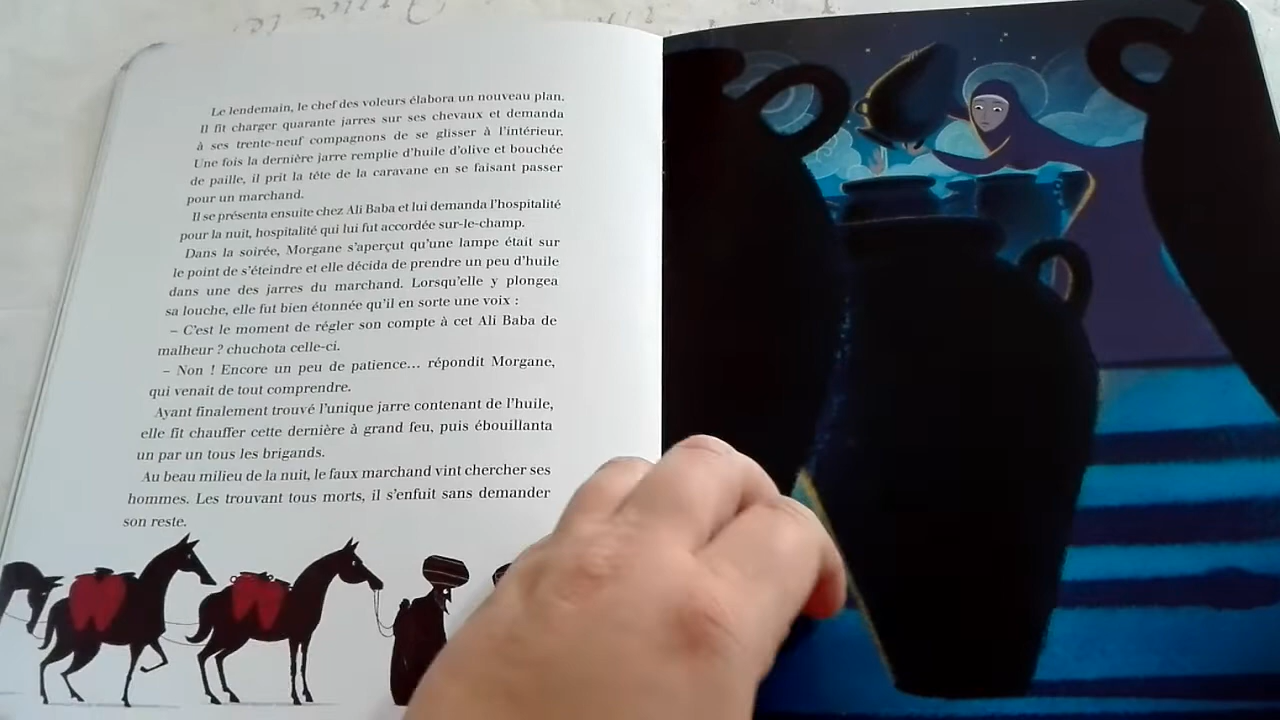 Le lendemain, le chef des voleurs élabora un nouveau plan.
Il fit charger quarante jarres sur ses chevaux et demanda
à ses trente-neuf compagnons de se glisser à l'intérieur.
Une fois la dernière jarre remplie d'huile d'olive et bouchée
de paille, il prit la tête de la caravane en se faisant passer
pour un marchand.
Il se présenta ensuite chez Ali Baba et lui demanda l'hospitalité
pour la nuit, hospitalité qui lui fut accordée sur-le-champ.
Dans la soirée, Morgane s'aperçut qu'une lampe était sur
le point de s'éteindre et elle décida de prendre un peu d'huile
dans une des jarres du marchand. Lorsqu'elle y plongea
sa louche, elle fut bien étonnée qu'il en sorte une voix :
– C'est le moment de régler son compte à cet Ali Baba de
malheur ? chuchota celle-ci.
– Non ! Encore un peu de patience… répondit Morgane,
qui venait de tout comprendre.
Ayant finalement trouvé l'unique jarre contenant de l'huile,
elle fit chauffer cette dernière à grand feu, puis ébouillanta
un par un tous les brigands.
Au beau milieu de la nuit, le faux marchand vint chercher ses
hommes. Les trouvant tous morts, il s'enfuit sans demander
son reste.